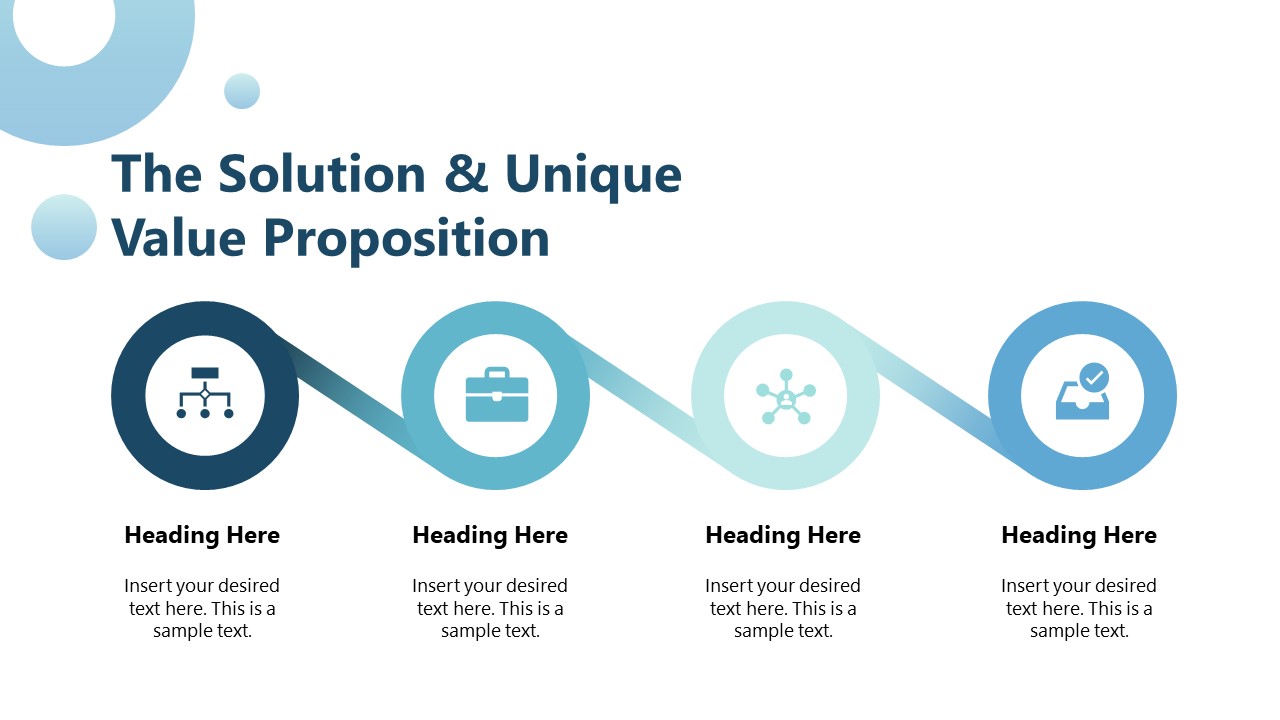 The Solution & Unique
Value Proposition
Heading Here
Insert your desired
text here. This is a
sample text.
Heading Here
Insert your desired
text here. This is a
sample text.
Heading Here
Insert your desired
text here. This is a
sample text.
Heading Here
Insert your desired
text here. This is a
sample text.